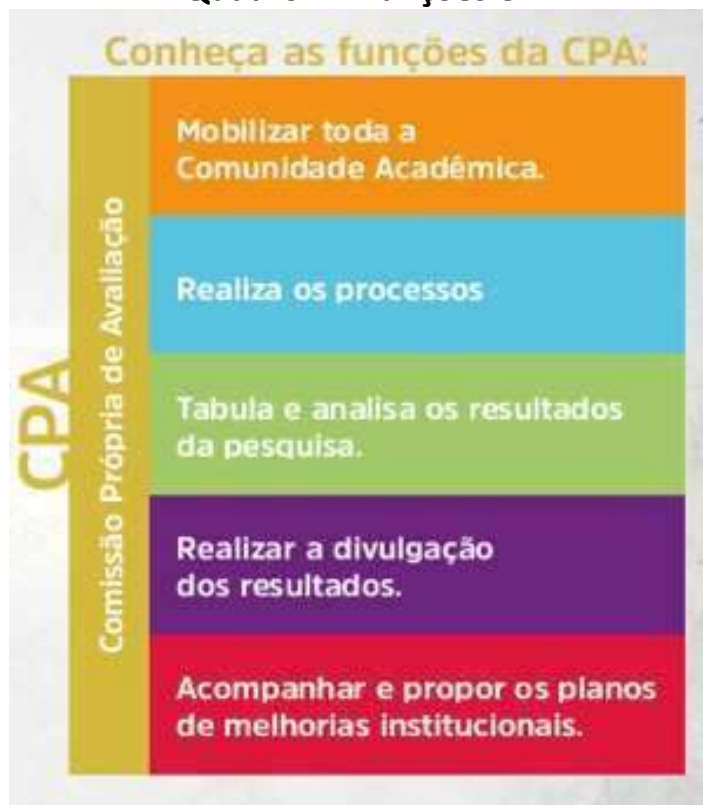 Conheça as funções da CPA:
CPA
Comissão Própria de Avaliação
Mobilizar toda a
Comunidade Acadêmica.
Realiza os processos
Tabula e analisa os resultados
da pesquisa.
Realizar a divulgação
dos resultados.
Acompanhar e propor os planos
de melhorias institucionais.